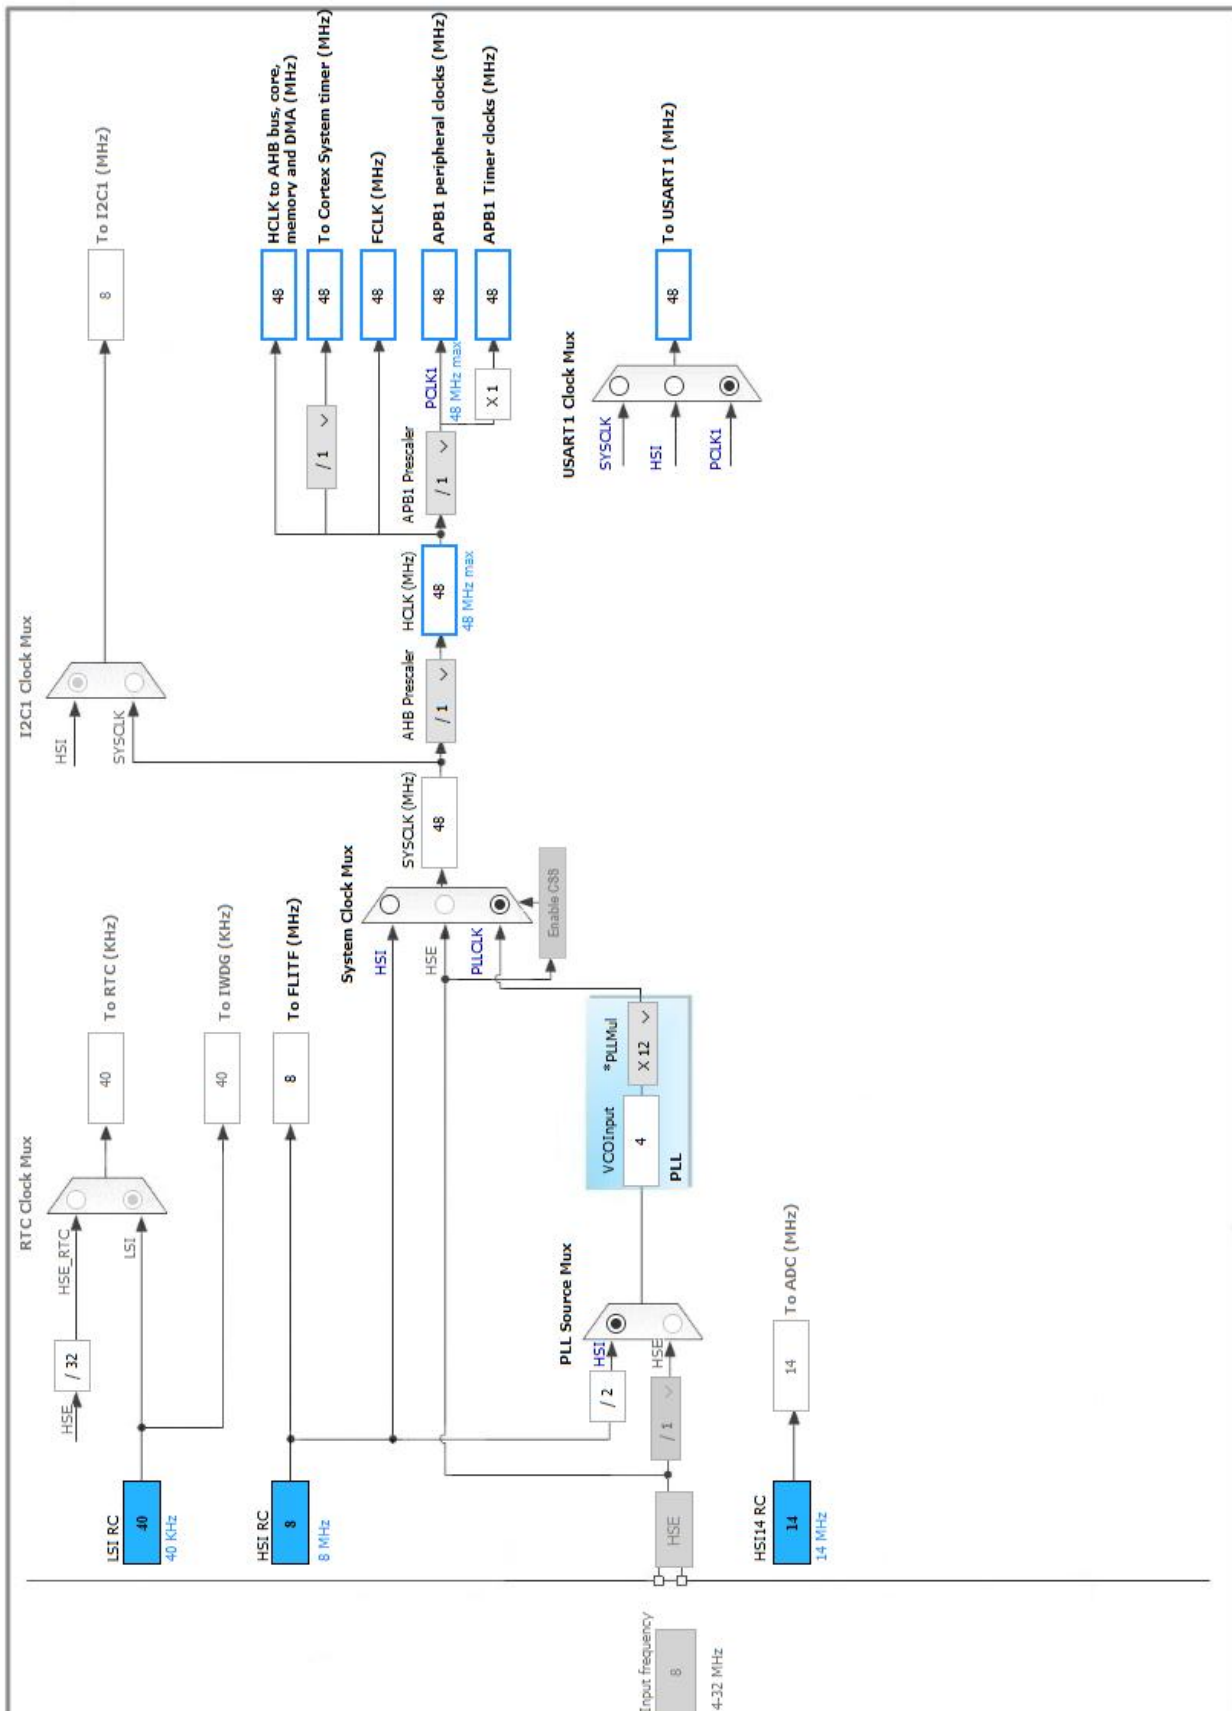 RTC Clock Mux
HSE
/ 32
HSE_RTC
LSI
40
To RTC (KHz)
LSI RC
40
40 KHz
40
To IWDG (KHz)
HSI RC
8
8 MHz
8
To FLITF (MHz)
I2C1 Clock Mux
HSI
SYSCLK
8
To I2C1 (MHz)
System Clock Mux
HSI
HSE
PLLCLK
Enable CSS
SYSCLK (MHz)
48
AHB Prescaler
/ 1
HCLK (MHz)
48
48 MHz max
APB1 Prescaler
/ 1
PCLK1
48 MHz max
X 1
/ 1
48
HCLK to AHB bus, core,
memory and DMA (MHz)
48
To Cortex System timer (MHz)
48
FCLK (MHz)
48
APB1 peripheral clocks (MHz)
48
APB1 Timer clocks (MHz)
PLL Source Mux
/ 2
HSI
HSE
/ 1
VCOInput
4
*PLLMul
X 12
PLL
USART1 Clock Mux
SYSCLK
HSI
PCLK1
48
To USART1 (MHz)
Input frequency
8
4-32 MHz
HSE
HSI14 RC
14
14 MHz
14
To ADC (MHz)